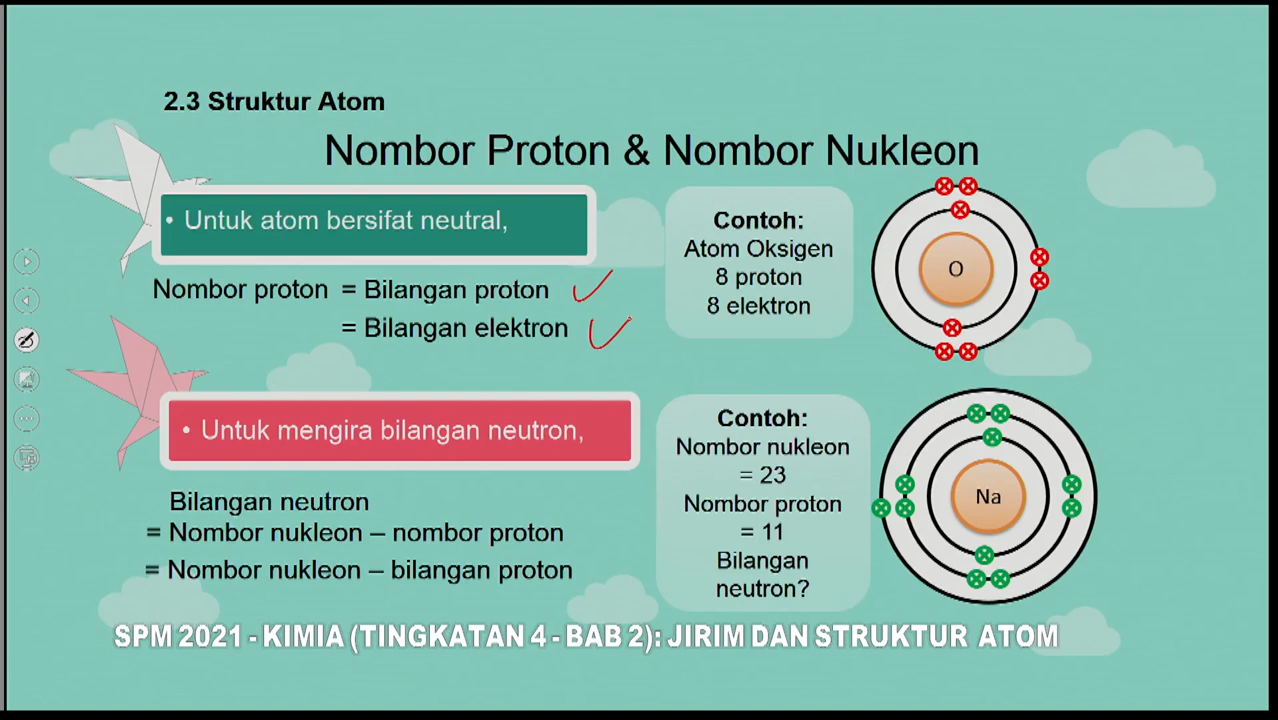 2.3 Struktur Atom
Nombor Proton & Nombor Nukleon
• Untuk atom bersifat neutral,
Nombor proton = Bilangan proton
= Bilangan elektron
Contoh:
Atom Oksigen
8 proton
8 elektron
O
• Untuk mengira bilangan neutron,
Bilangan neutron
= Nombor nukleon – nombor proton
= Nombor nukleon – bilangan proton
Contoh:
Nombor nukleon
= 23
Nombor proton
= 11
Bilangan
neutron?
Na
SPM 2021 - KIMIA (TINGKATAN 4 - BAB 2): JIRIM DAN STRUKTUR ATOM